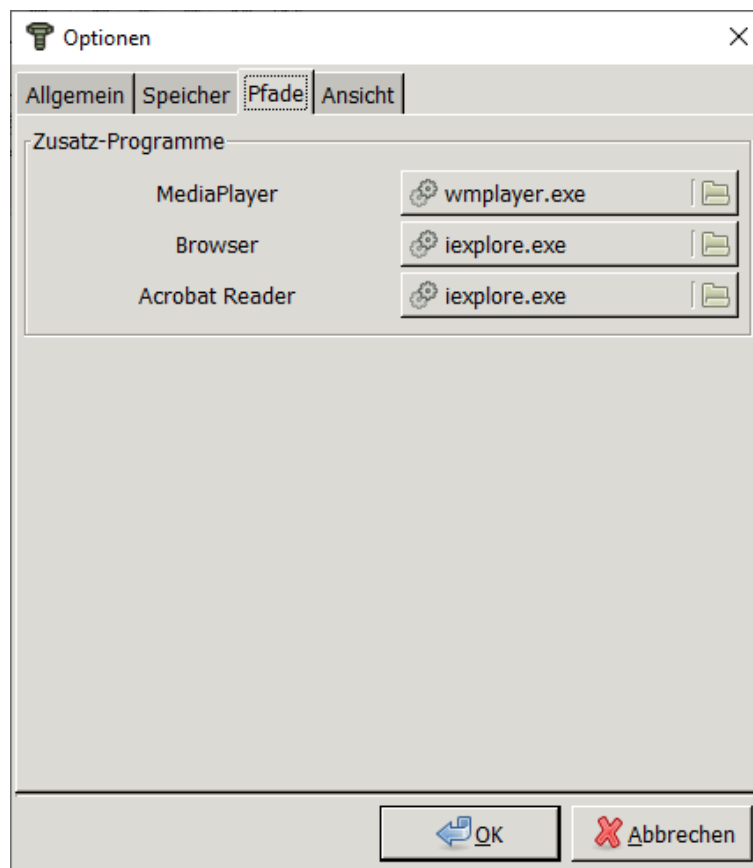 Optionen
Allgemein Speicher Pfade Ansicht
Zusatz-Programme
MediaPlayer wmplayer.exe
Browser iexplore.exe
Acrobat Reader iexplore.exe
OK Abbrechen